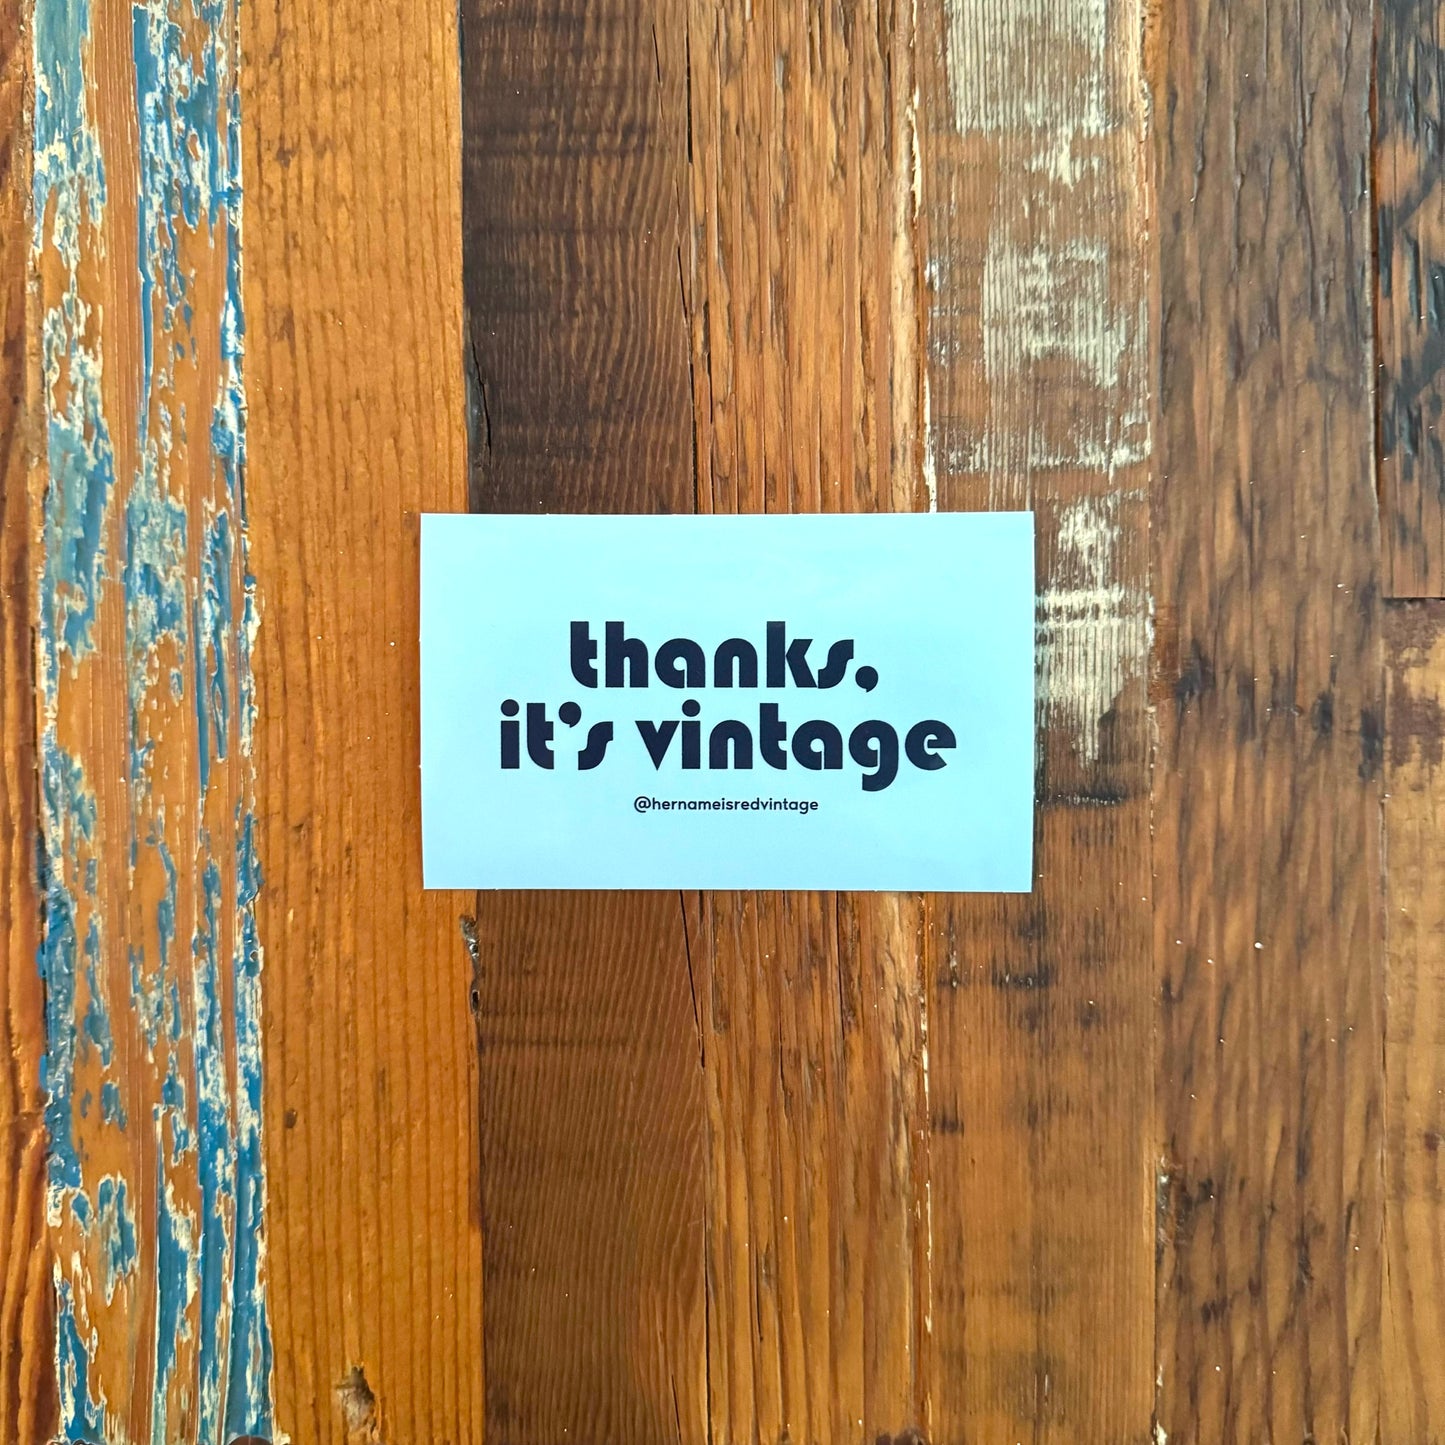 thanks,
it's vintage
@hernameisredvintage